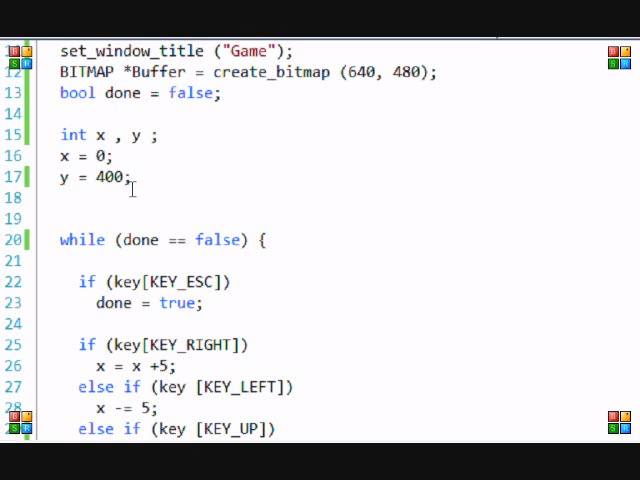 set_window_title ("Game");
12 BITMAP *Buffer = create_bitmap (640, 480);
13 bool done = false;
14
15 int x , y ;
16 x = 0;
17 y = 400;
18
19
20 while (done == false) {
21
22 if (key[KEY_ESC])
23 done = true;
24
25 if (key[KEY_RIGHT])
26 x = x +5;
27 else if (key [KEY_LEFT])
28 x -= 5;
else if (key [KEY_UP])